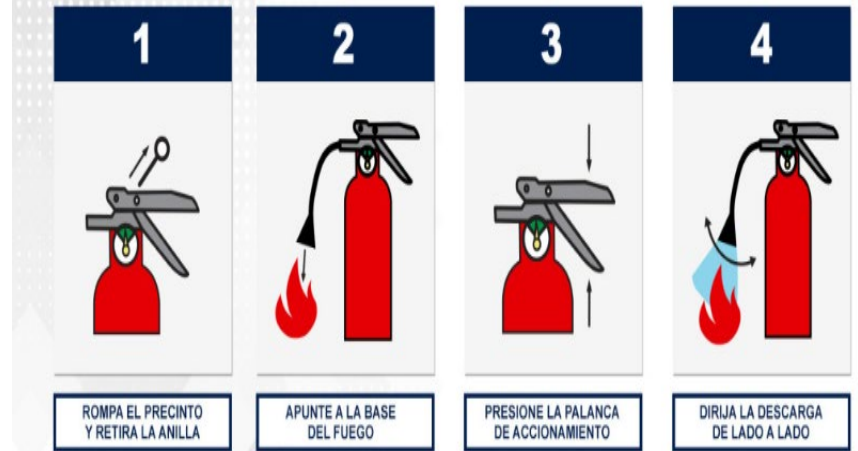 1
2
3
4
ROMPA EL PRECINTO
Y RETIRA LA ANILLA
APUNTE A LA BASE
DEL FUEGO
PRESIONE LA PALANCA
DE ACCIONAMIENTO
DIRIJA LA DESCARGA
DE LADO A LADO